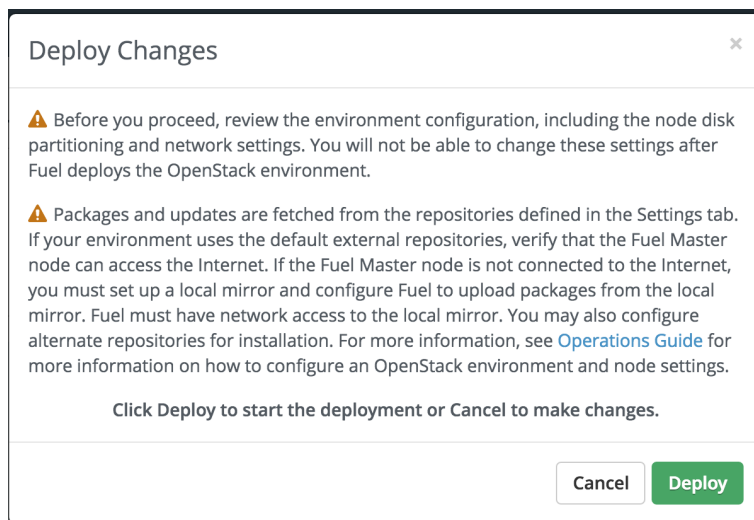 Deploy Changes
×
Before you proceed, review the environment configuration, including the node disk
partitioning and network settings. You will not be able to change these settings after
Fuel deploys the OpenStack environment.
Packages and updates are fetched from the repositories defined in the Settings tab.
If your environment uses the default external repositories, verify that the Fuel Master
node can access the Internet. If the Fuel Master node is not connected to the Internet,
you must set up a local mirror and configure Fuel to upload packages from the local
mirror. Fuel must have network access to the local mirror. You may also configure
alternate repositories for installation. For more information, see Operations Guide for
more information on how to configure an OpenStack environment and node settings.
Click Deploy to start the deployment or Cancel to make changes.
Cancel Deploy